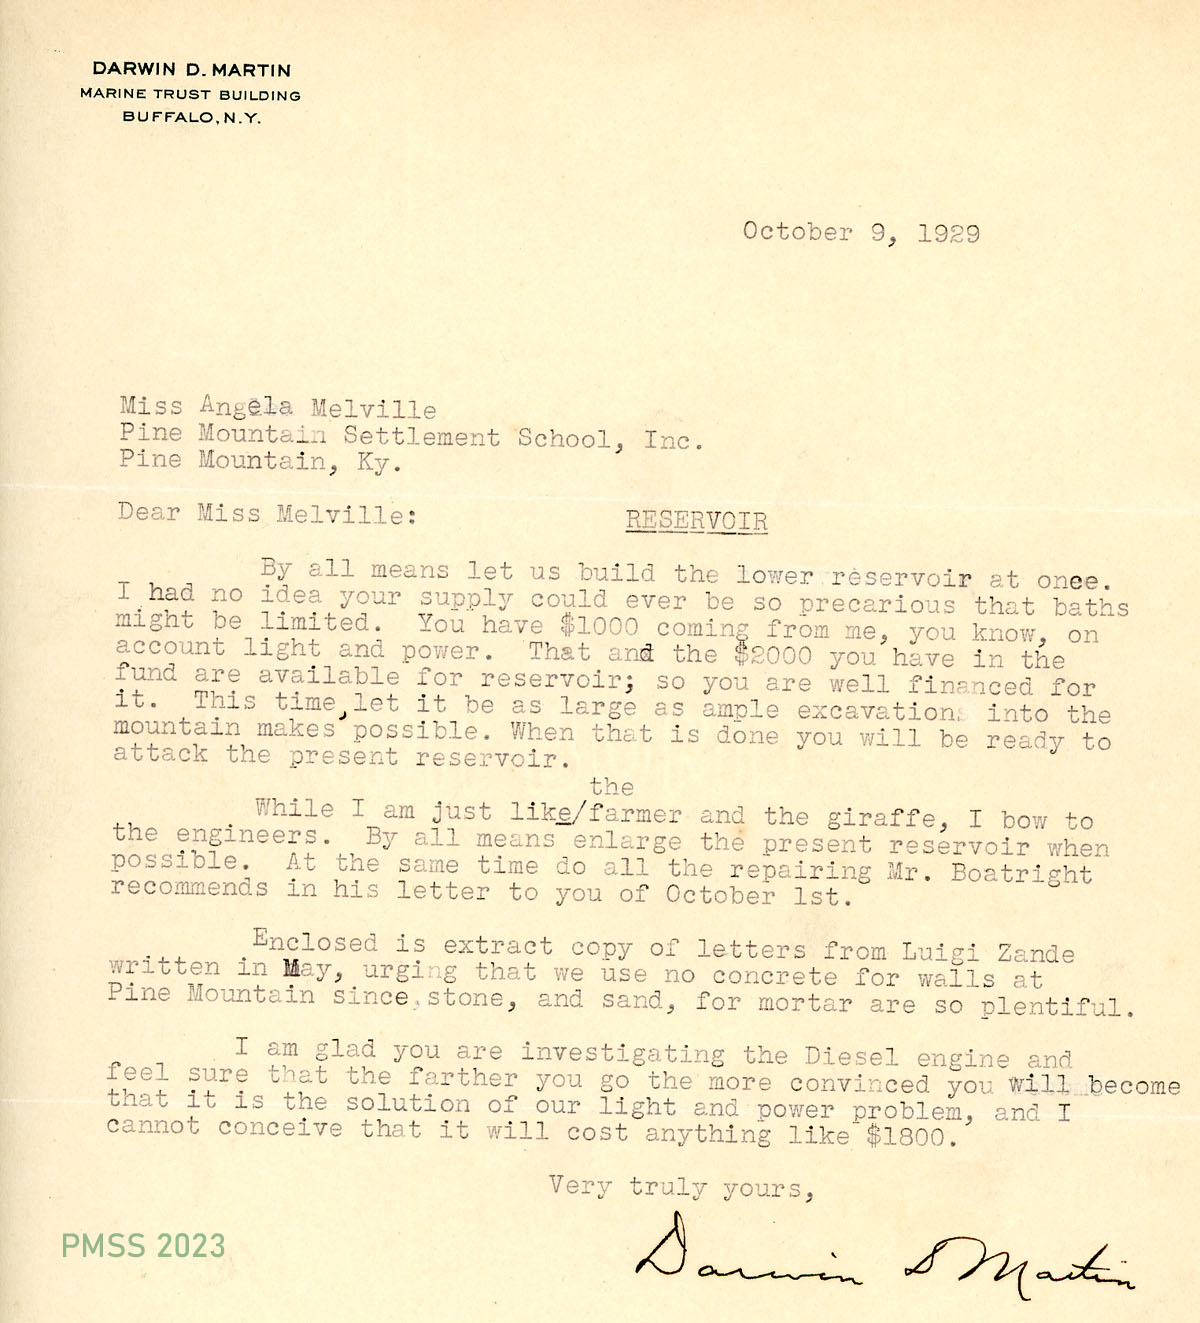 DARWIN D. MARTIN
MARINE TRUST BUILDING
BUFFALO, N.Y.
October 9, 1929
Miss Angela Melville
Pine Mountain Settlement School, Inc.
Pine Mountain, Ky.
Dear Miss Melville:
RESERVOIR
By all means let us build the lower reservoir at once.
I had no idea your supply could ever be so precarious that baths
might be limited. You have $1000 coming from me, you know, on
account light and power. That and the $2000 you have in the
fund are available for reservoir; so you are well financed for
it. This time, let it be as large as ample excavation into the
mountain makes possible. When that is done you will be ready to
attack the present reservoir.
the
While I am just like/farmer and the giraffe, I bow to
the engineers. By all means enlarge the present reservoir when
possible. At the same time do all the repairing Mr. Boatright
recommends in his letter to you of October 1st.
Enclosed is extract copy of letters from Luigi Zande
written in May, urging that we use no concrete for walls at
Pine Mountain since stone, and sand, for mortar are so plentiful.
I am glad you are investigating the Diesel engine and
feel sure that the farther you go the more convinced you will become
that it is the solution of our light and power problem, and I
cannot conceive that it will cost anything like $1800.
Very truly yours,
Darwin D Martin
PMSS 2023